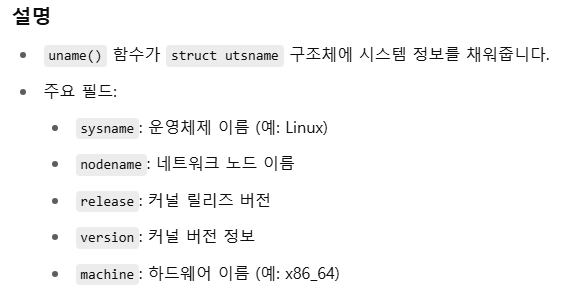 설명
uname() 함수가 struct utsname 구조체에 시스템 정보를 채워줍니다.
주요 필드:
sysname: 운영체제 이름 (예: Linux)
nodename: 네트워크 노드 이름
release: 커널 릴리즈 버전
version: 커널 버전 정보
machine: 하드웨어 이름 (예: x86_64)